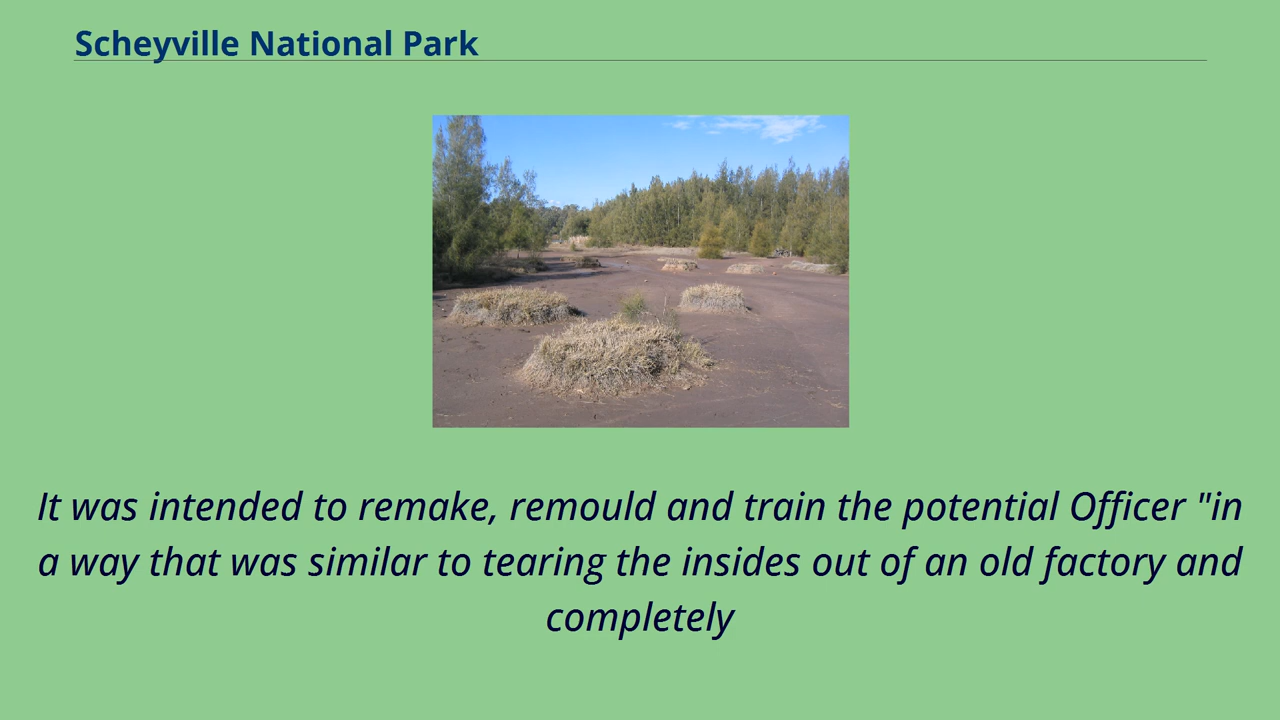 Scheyville National Park
It was intended to remake, remould and train the potential Officer "in
a way that was similar to tearing the insides out of an old factory and
completely